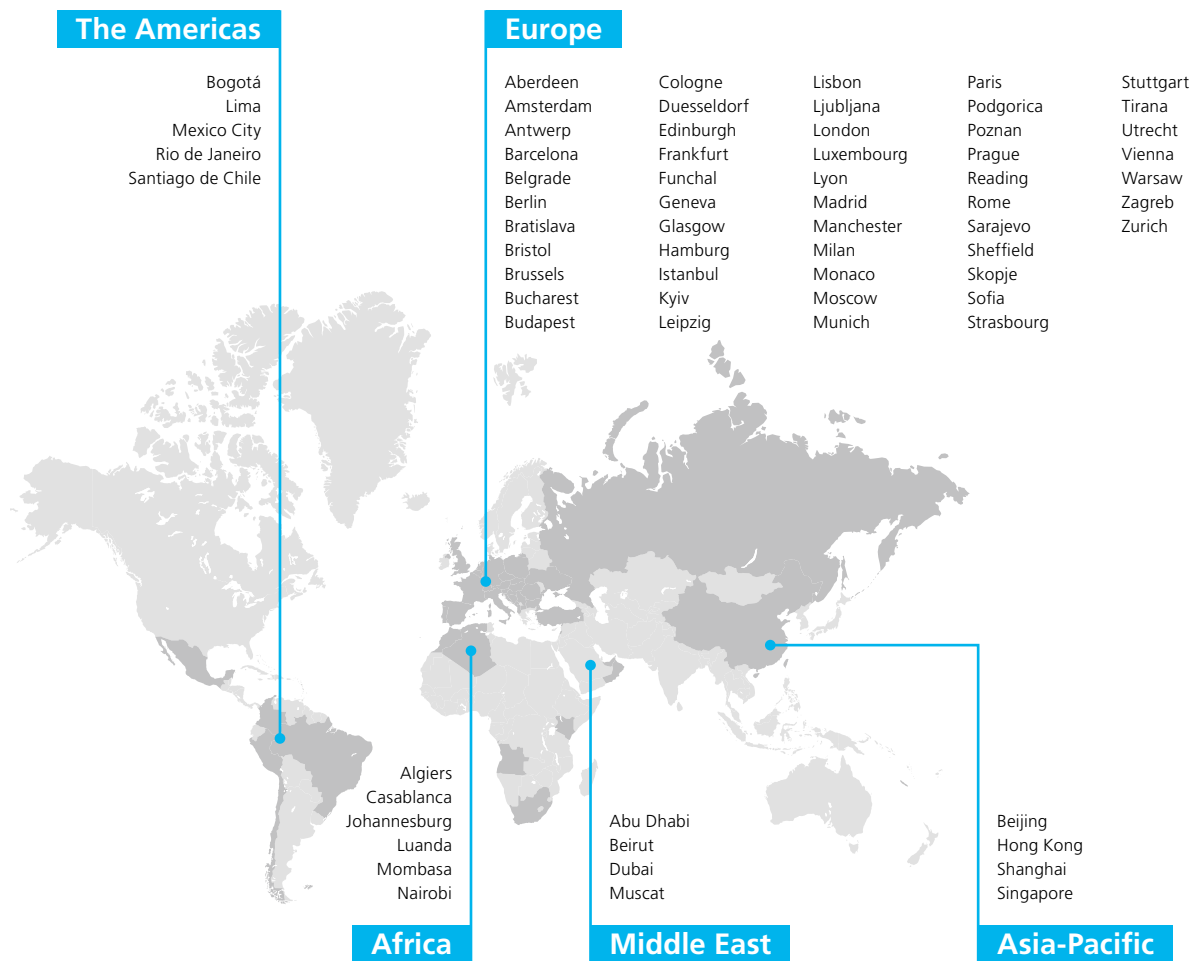 The Americas
Bogotá
Lima
Mexico City
Rio de Janeiro
Santiago de Chile
Europe
Aberdeen
Amsterdam
Antwerp
Barcelona
Belgrade
Berlin
Bratislava
Bristol
Brussels
Bucharest
Budapest
Cologne
Duesseldorf
Edinburgh
Frankfurt
Funchal
Geneva
Glasgow
Hamburg
Istanbul
Kyiv
Leipzig
Lisbon
Ljubljana
London
Luxembourg
Lyon
Madrid
Manchester
Milan
Monaco
Moscow
Munich
Paris
Podgorica
Poznan
Prague
Reading
Rome
Sarajevo
Sheffield
Skopje
Sofia
Strasbourg
Stuttgart
Tirana
Utrecht
Vienna
Warsaw
Zagreb
Zurich
Algiers
Casablanca
Johannesburg
Luanda
Mombasa
Nairobi
Africa
Abu Dhabi
Beirut
Dubai
Muscat
Middle East
Beijing
Hong Kong
Shanghai
Singapore
Asia-Pacific